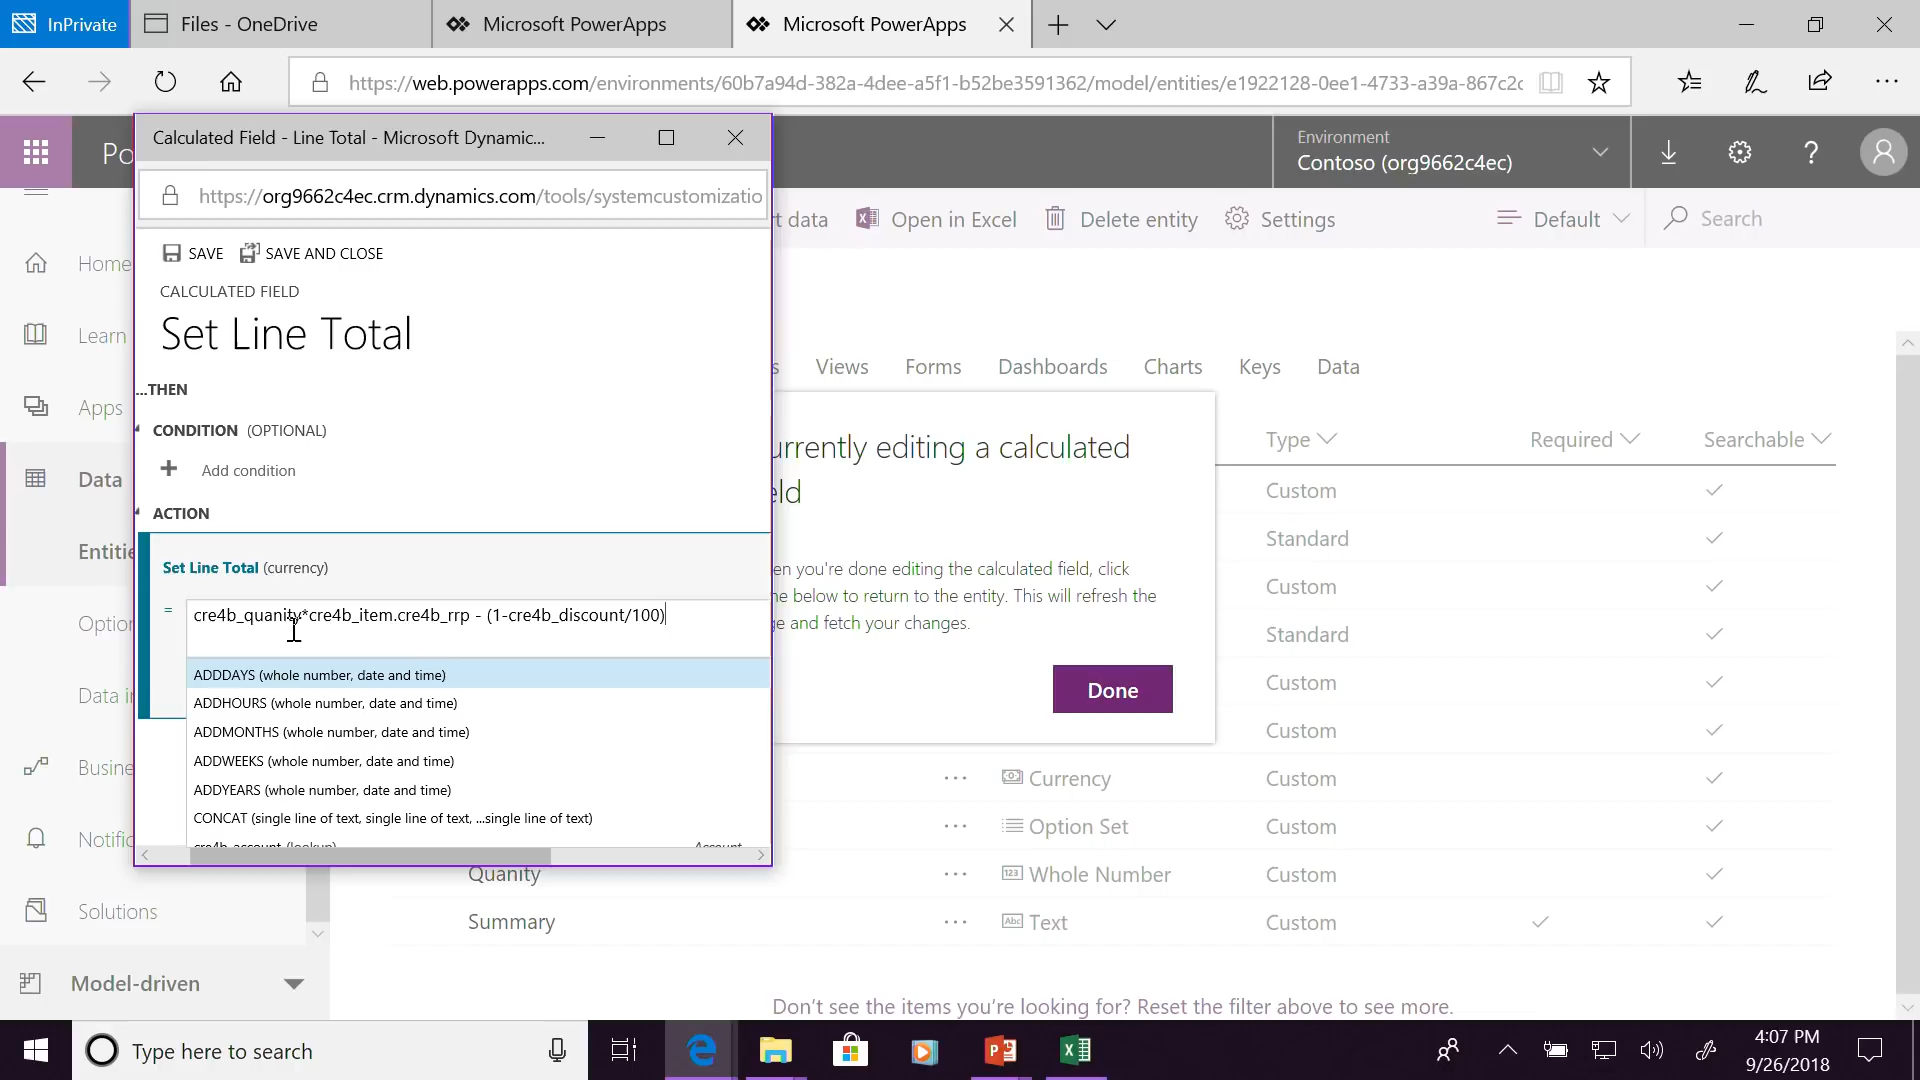 InPrivate
Files - OneDrive
Microsoft PowerApps
Microsoft PowerApps
https://web.powerapps.com/environments/60b7a94d-382a-4dee-a5f1-b52be3591362/model/entities/e1922128-0ee1-4733-a39a-867c2c
Po
Environment
Contoso (org9662c4ec)
?
Calculated Field - Line Total - Microsoft Dynamic...
https://org9662c4ec.crm.dynamics.com/tools/systemcustomizatio
t data
Open in Excel
Delete entity
Settings
Default
Search
Home
Learn
Apps
Data
Entitie
Option
Data in
Busine
Notific
Solutions
Model-driven
SAVE
SAVE AND CLOSE
CALCULATED FIELD
Set Line Total
...THEN
CONDITION (OPTIONAL)
Add condition
ACTION
Set Line Total (currency)
= cre4b_quanity*cre4b_item.cre4b_rrp - (1-cre4b_discount/100)
ADDDAYS (whole number, date and time)
ADDHOURS (whole number, date and time)
ADDMONTHS (whole number, date and time)
ADDWEEKS (whole number, date and time)
ADDYEARS (whole number, date and time)
CONCAT (single line of text, single line of text, ...single line of text)
cre4b_account (lookup) Account
s
Views
Forms
Dashboards
Charts
Keys
Data
urrently editing a calculated
eld
en you're done editing the calculated field, click
ne below to return to the entity. This will refresh the
ge and fetch your changes.
Done
Type
Required
Searchable
Custom
Standard
Custom
Standard
Custom
Custom
... Currency Custom
... Option Set Custom
Quanity ... Whole Number Custom
Summary ... Text Custom
Don't see the items you're looking for? Reset the filter above to see more.
Type here to search
4:07 PM
9/26/2018